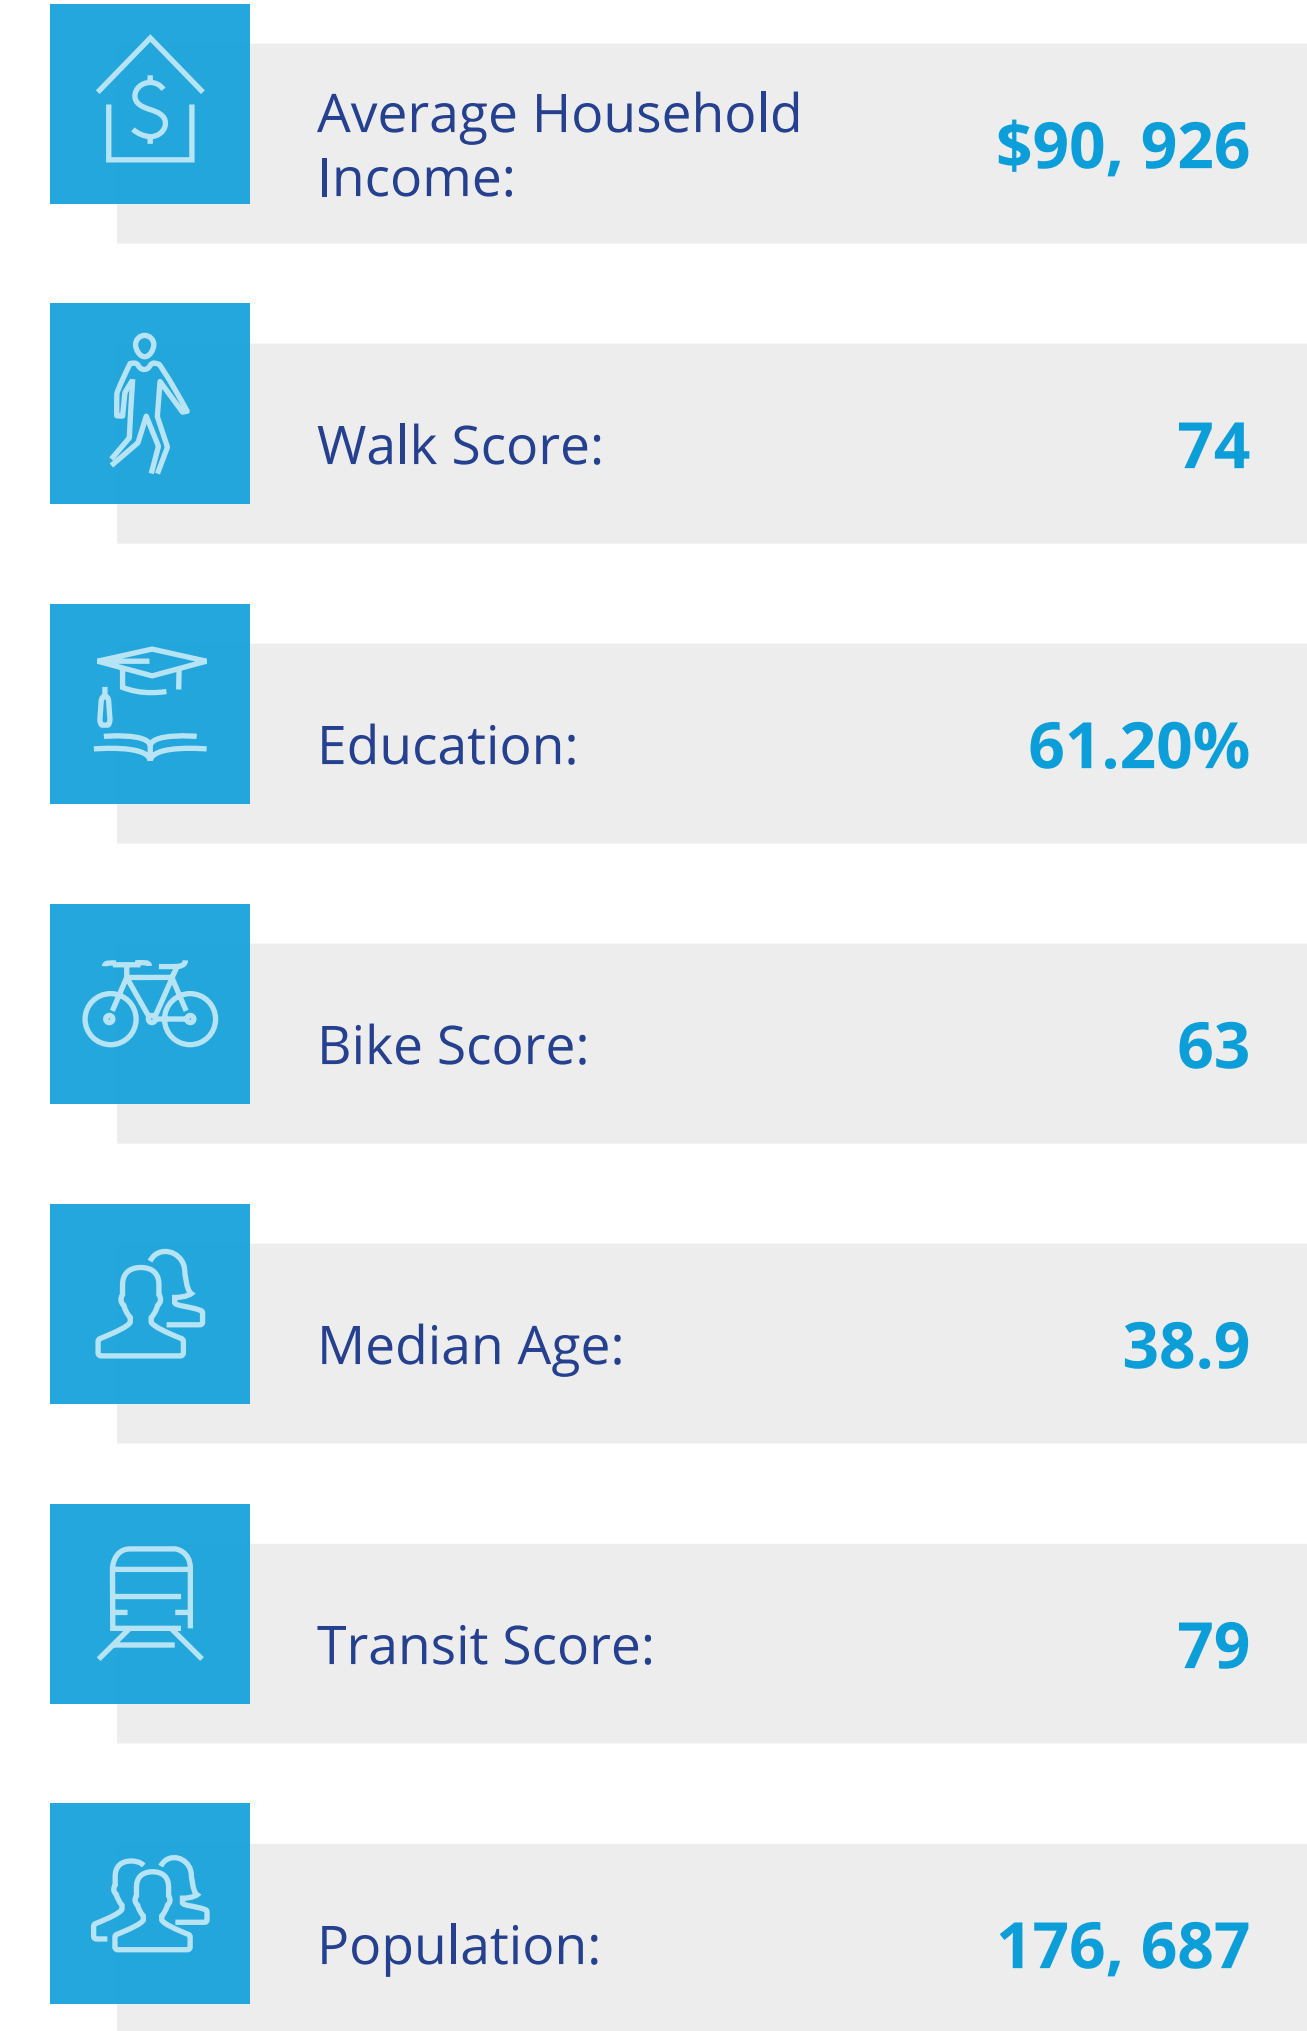 Average Household
Income:
$90, 926
Walk Score:
74
Education:
61.20%
Bike Score:
63
Median Age:
38.9
Transit Score:
79
Population:
176, 687